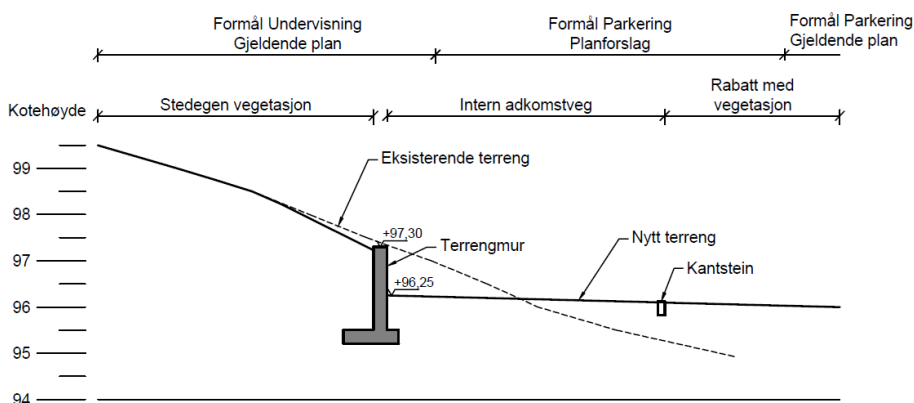 Formål Undervisning
Gjeldende plan
Formål Parkering
Planforslag
Formål Parkering
Gjeldende plan
Kotehøyde
Stedegen vegetasjon
Intern adkomstveg
Rabatt med
vegetasjon
Eksisterende terreng
99
98
+97,30
Terrengmur
Nytt terreng
97
Kantstein
+96,25
96
95
94